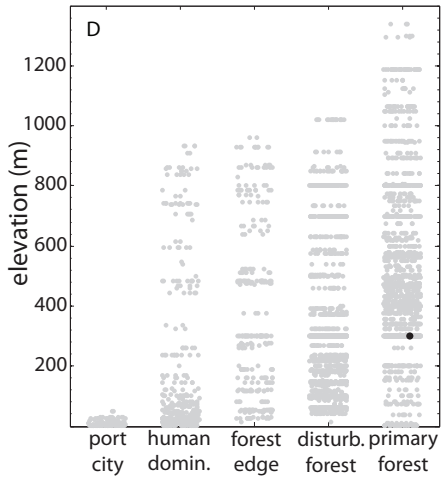 D
1200
1000
800
600
400
200
elevation (m)
port city
human domin.
forest edge
disturb. forest
primary forest